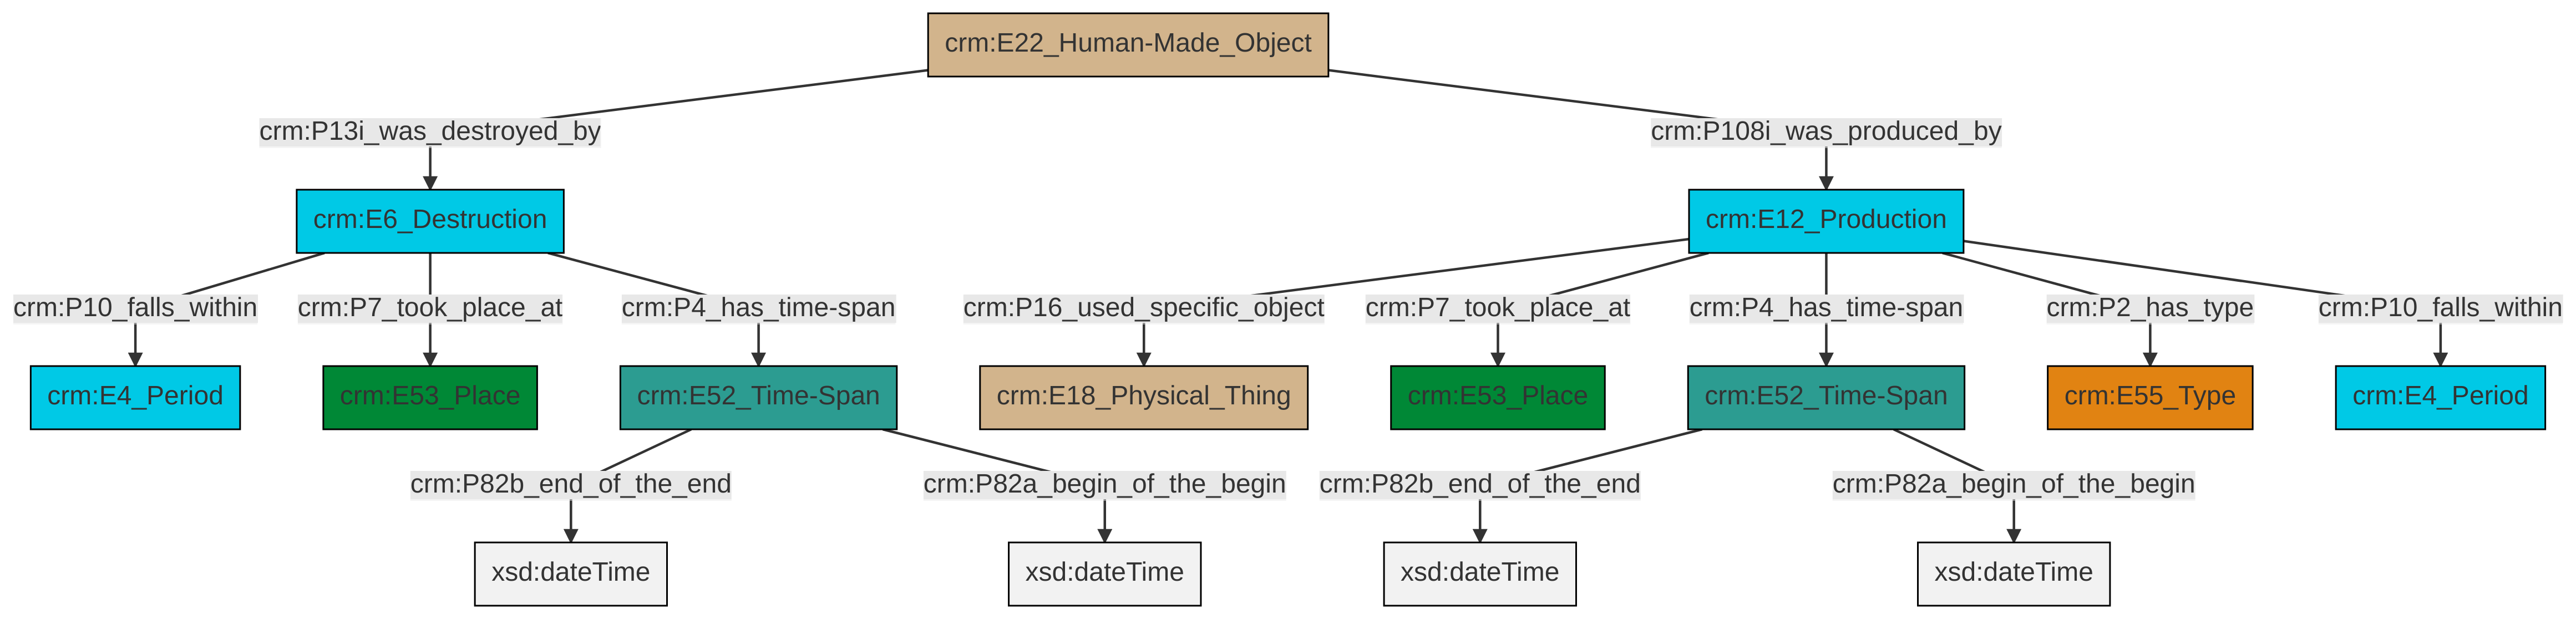 crm:E22_Human-Made_Object
crm:P13i_was_destroyed_by
crm:P108i_was_produced_by
crm:E6_Destruction
crm:E12_Production
crm:P10_falls_within
crm:P7_took_place_at
crm:P4_has_time-span
crm:P16_used_specific_object
crm:P7_took_place_at
crm:P4_has_time-span
crm:P2_has_type
crm:P10_falls_within
crm:E4_Period
crm:E53_Place
crm:E52_Time-Span
crm:E18_Physical_Thing
crm:E53_Place
crm:E52_Time-Span
crm:E55_Type
crm:E4_Period
crm:P82b_end_of_the_end
crm:P82a_begin_of_the_begin
crm:P82b_end_of_the_end
crm:P82a_begin_of_the_begin
xsd:dateTime
xsd:dateTime
xsd:dateTime
xsd:dateTime